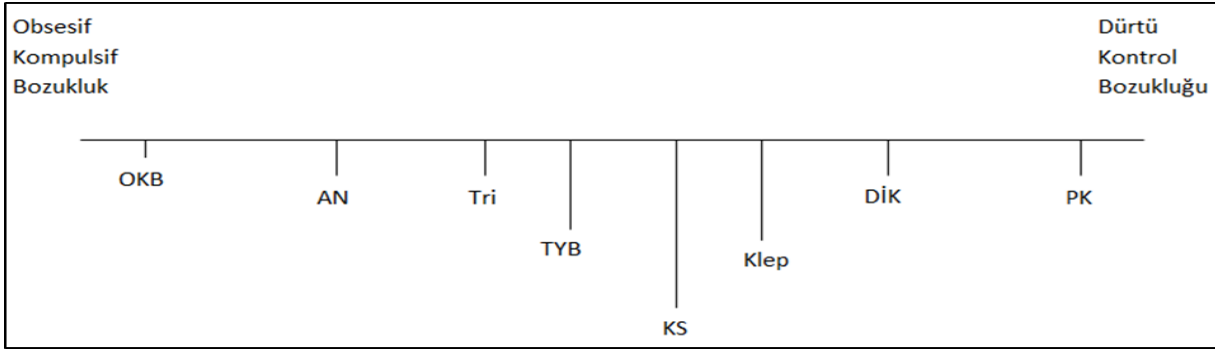 Obsesif
Kompulsif
Bozukluk
Dürtü
Kontrol
Bozukluğu
OKB
AN
Tri
TYB
KS
Klep
DİK
PK